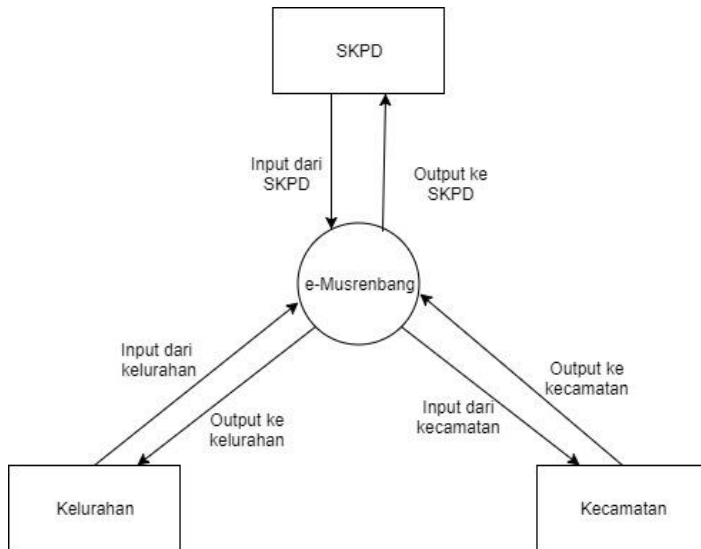 SKPD
Input dari
SKPD
Output ke
SKPD
e-Musrenbang
Input dari
kelurahan
Output ke
kelurahan
Output ke
kecamatan
Input dari
kecamatan
Kelurahan
Kecamatan